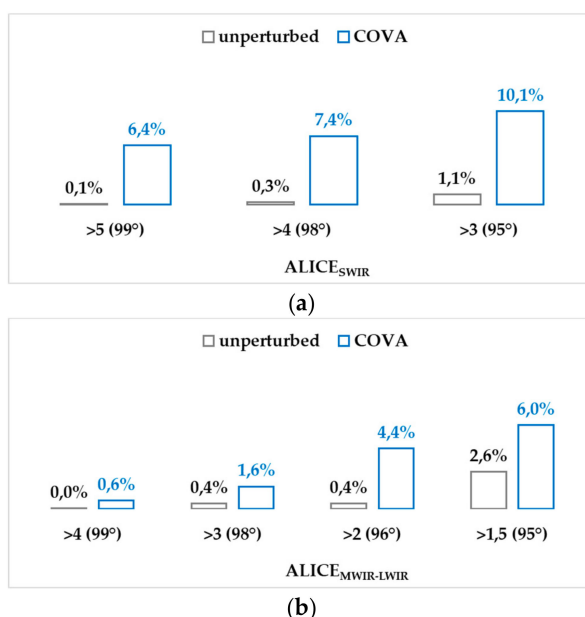 unperturbed COVA
0,1% 6,4% 0,3% 7,4% 1,1% 10,1%
>5 (99°) >4 (98°) >3 (95°)
ALICE_SWIR
(a)
unperturbed COVA
0,0% 0,6% 0,4% 1,6% 0,4% 4,4% 2,6% 6,0%
>4 (99°) >3 (98°) >2 (96°) >1,5 (95°)
ALICE_MWIR-LWIR
(b)